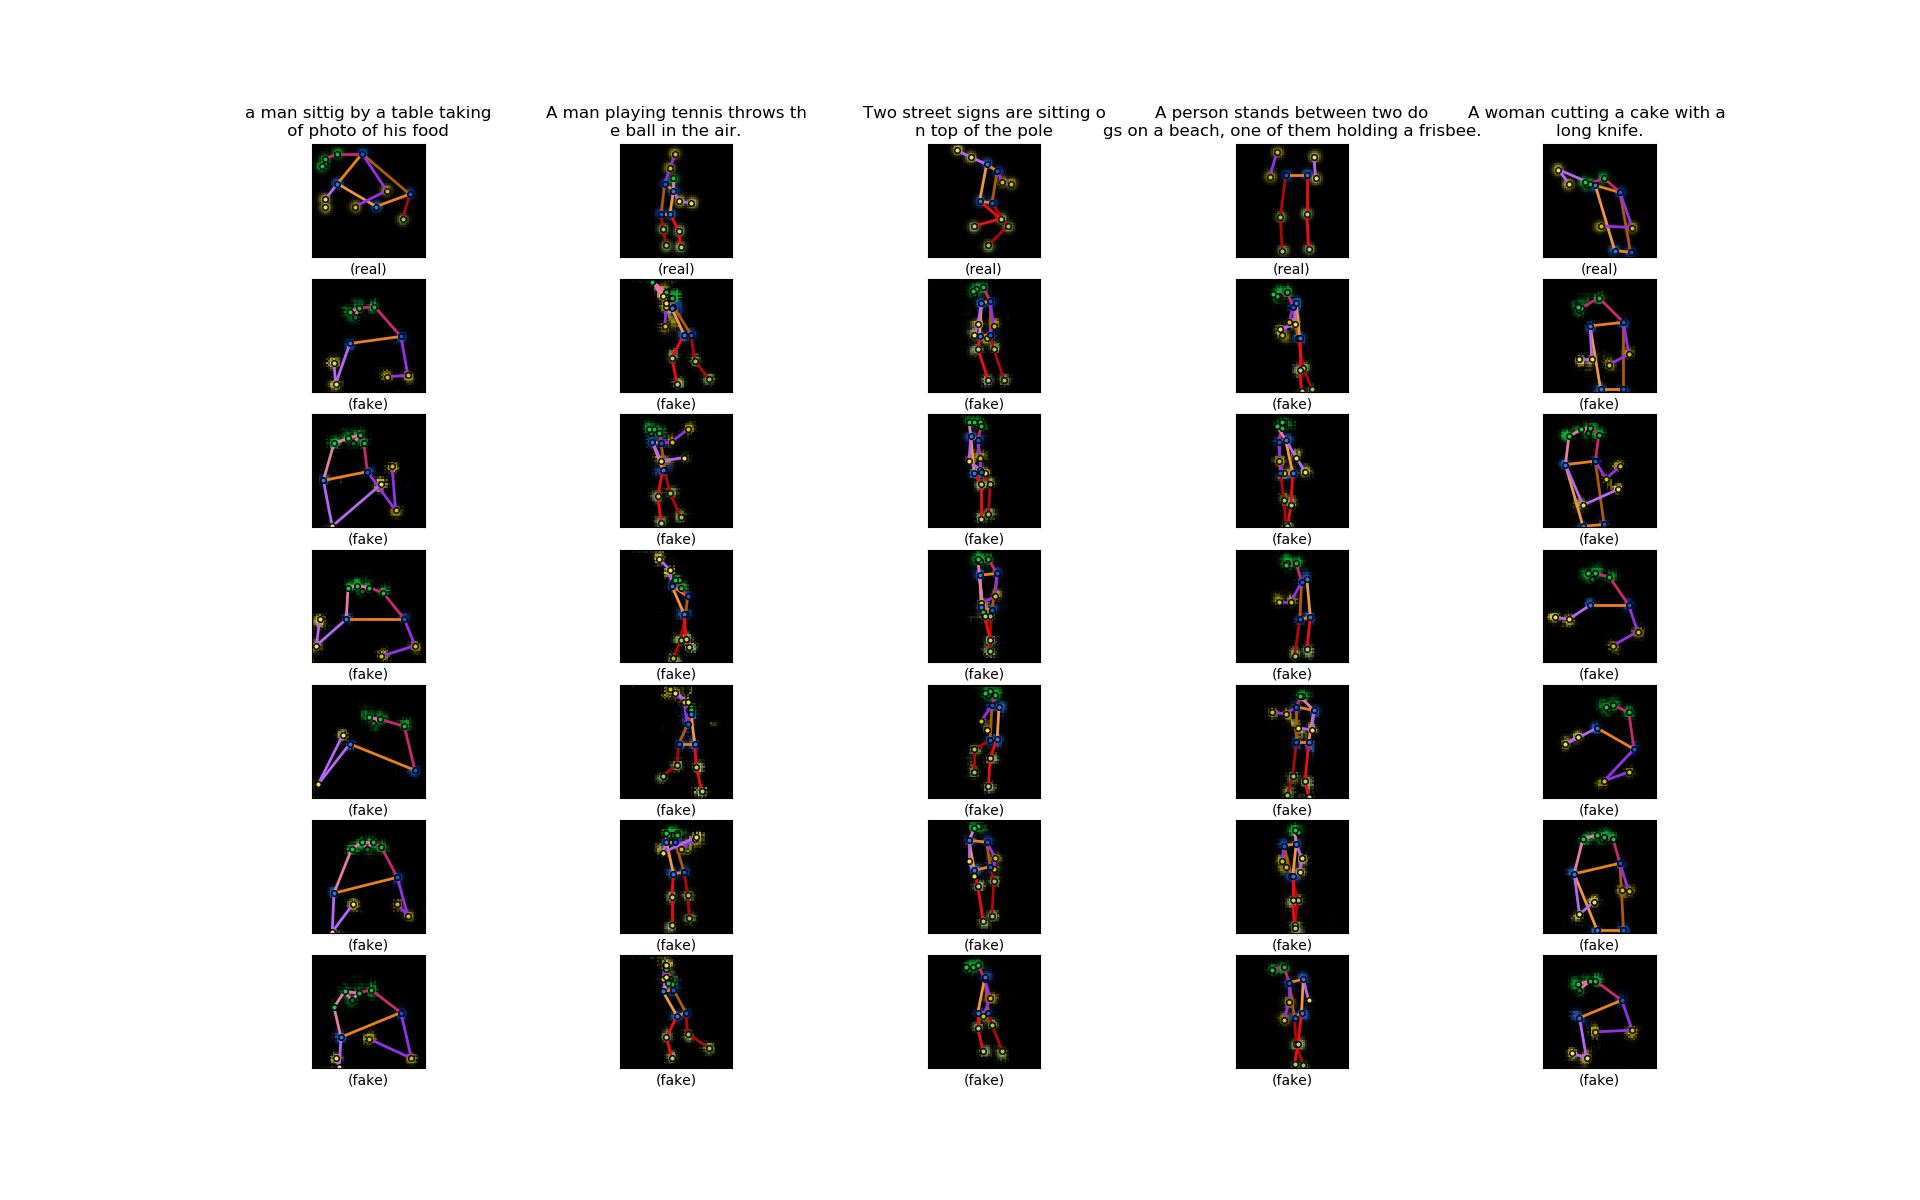 a man sittig by a table taking
of photo of his food
A man playing tennis throws th
e ball in the air.
Two street signs are sitting o
n top of the pole
A person stands between two do
gs on a beach, one of them holding a frisbee.
A woman cutting a cake with a
long knife.
(real) (real) (real) (real) (real)
(fake) (fake) (fake) (fake) (fake)
(fake) (fake) (fake) (fake) (fake)
(fake) (fake) (fake) (fake) (fake)
(fake) (fake) (fake) (fake) (fake)
(fake) (fake) (fake) (fake) (fake)
(fake) (fake) (fake) (fake) (fake)